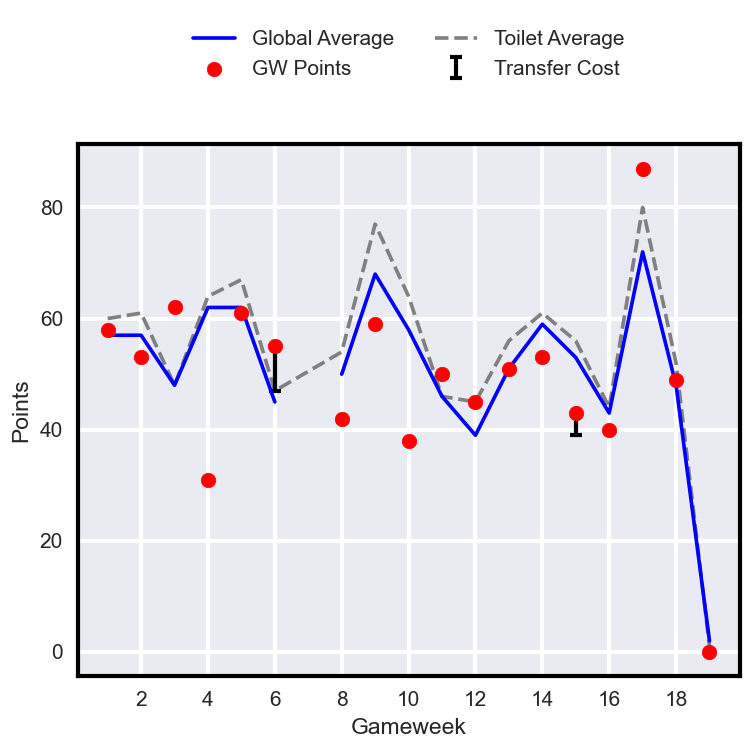 Global Average
Toilet Average
GW Points
Transfer Cost
80
60
40
20
0
Points
2 4 6 8 10 12 14 16 18
Gameweek